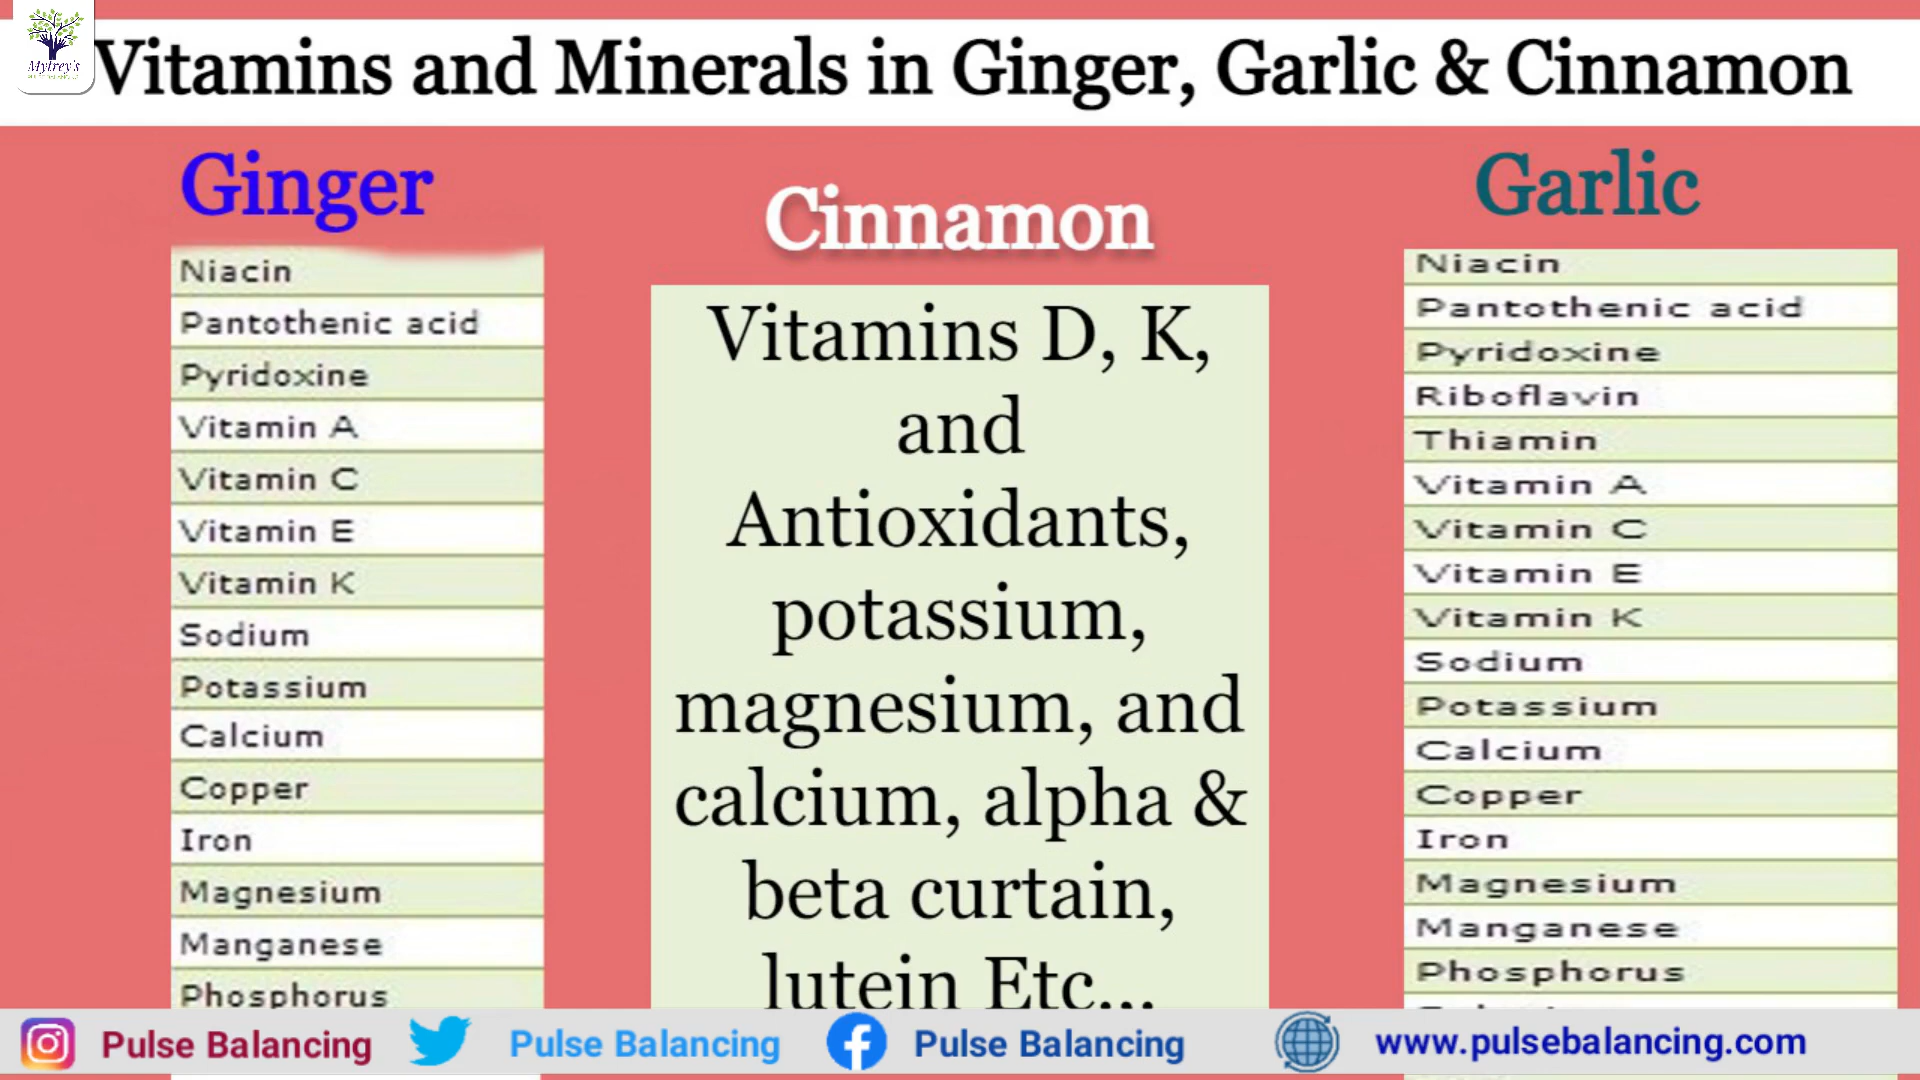 Mytrey's
Vitamins and Minerals in Ginger, Garlic & Cinnamon
Ginger
Niacin
Pantothenic acid
Pyridoxine
Vitamin A
Vitamin C
Vitamin E
Vitamin K
Sodium
Potassium
Calcium
Copper
Iron
Magnesium
Manganese
Phosphorus
Cinnamon
Vitamins D, K,
and
Antioxidants,
potassium,
magnesium, and
calcium, alpha &
beta curtain,
lutein Etc...
Garlic
Niacin
Pantothenic acid
Pyridoxine
Riboflavin
Thiamin
Vitamin A
Vitamin C
Vitamin E
Vitamin K
Sodium
Potassium
Calcium
Copper
Iron
Magnesium
Manganese
Phosphorus
Pulse Balancing
Pulse Balancing
Pulse Balancing
www.pulsebalancing.com